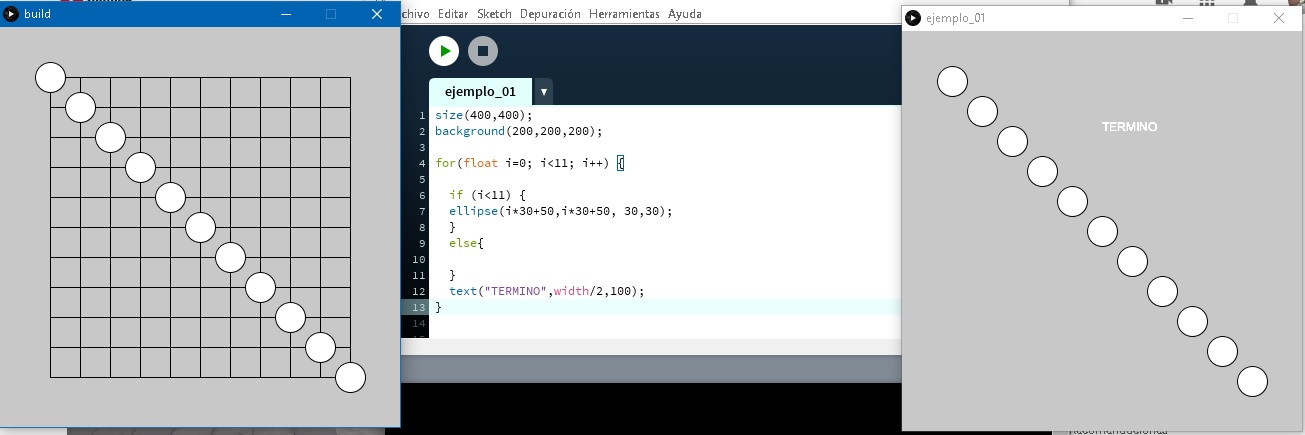 build
chivo Editar Sketch Depuración Herramientas Ayuda
ejemplo_01
ejemplo_01
1 size(400,400);
2 background(200,200,200);
3
4 for(float i=0; i<11; i++) {
5
6 if (i<11) {
7 ellipse(i*30+50,i*30+50, 30,30);
8 }
9 else{
10
11 }
12 text("TERMINO",width/2,100);
13 }
14
TERMINO